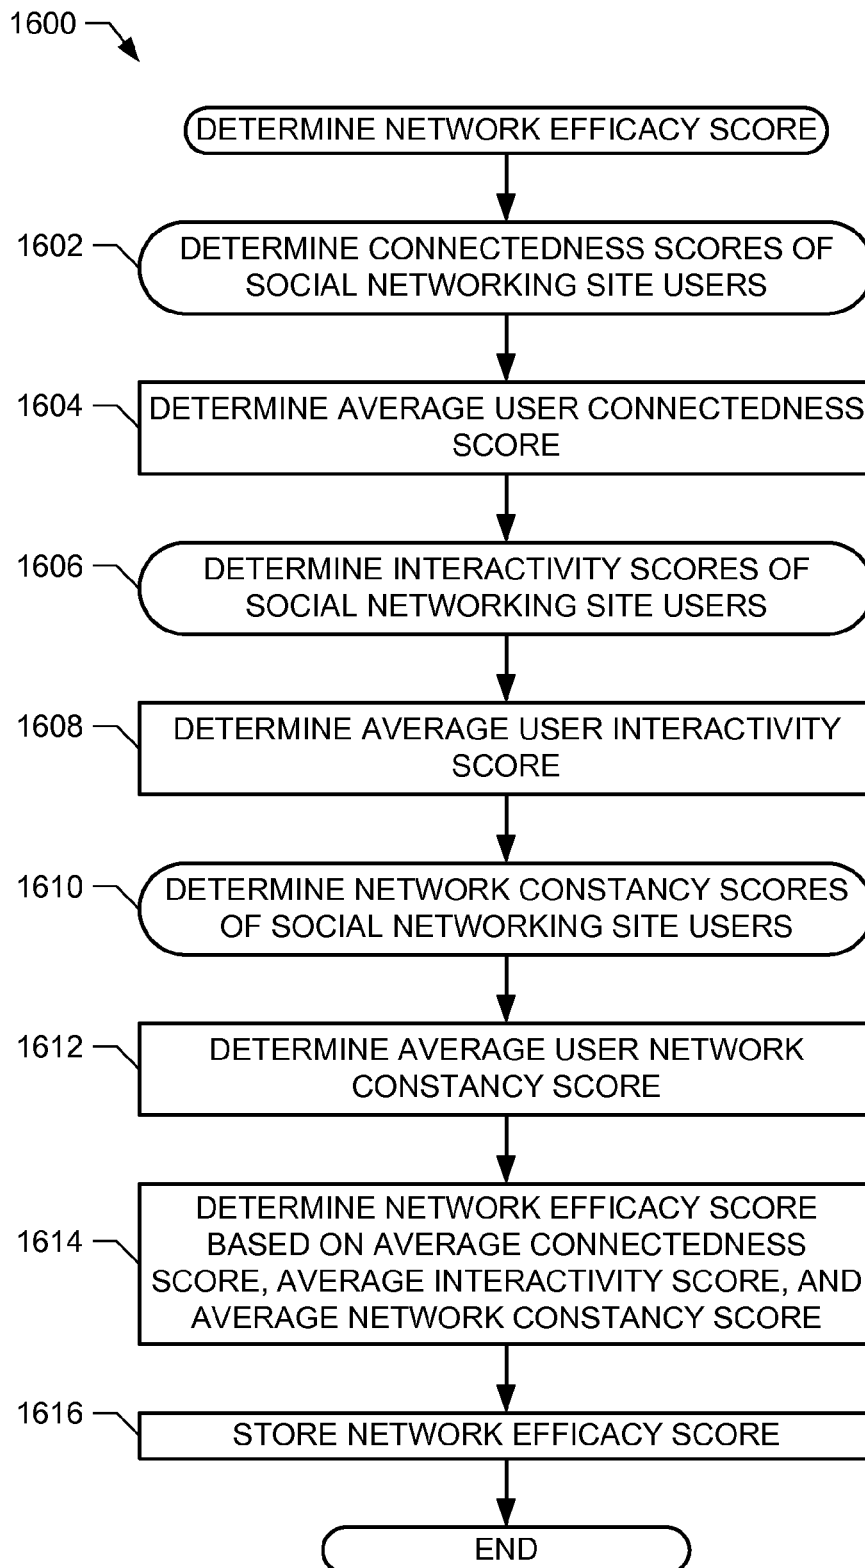 1600
DETERMINE NETWORK EFFICACY SCORE
1602
DETERMINE CONNECTEDNESS SCORES OF
SOCIAL NETWORKING SITE USERS
1604
DETERMINE AVERAGE USER CONNECTEDNESS
SCORE
1606
DETERMINE INTERACTIVITY SCORES OF
SOCIAL NETWORKING SITE USERS
1608
DETERMINE AVERAGE USER INTERACTIVITY
SCORE
1610
DETERMINE NETWORK CONSTANCY SCORES
OF SOCIAL NETWORKING SITE USERS
1612
DETERMINE AVERAGE USER NETWORK
CONSTANCY SCORE
1614
DETERMINE NETWORK EFFICACY SCORE
BASED ON AVERAGE CONNECTEDNESS
SCORE, AVERAGE INTERACTIVITY SCORE, AND
AVERAGE NETWORK CONSTANCY SCORE
1616
STORE NETWORK EFFICACY SCORE
END